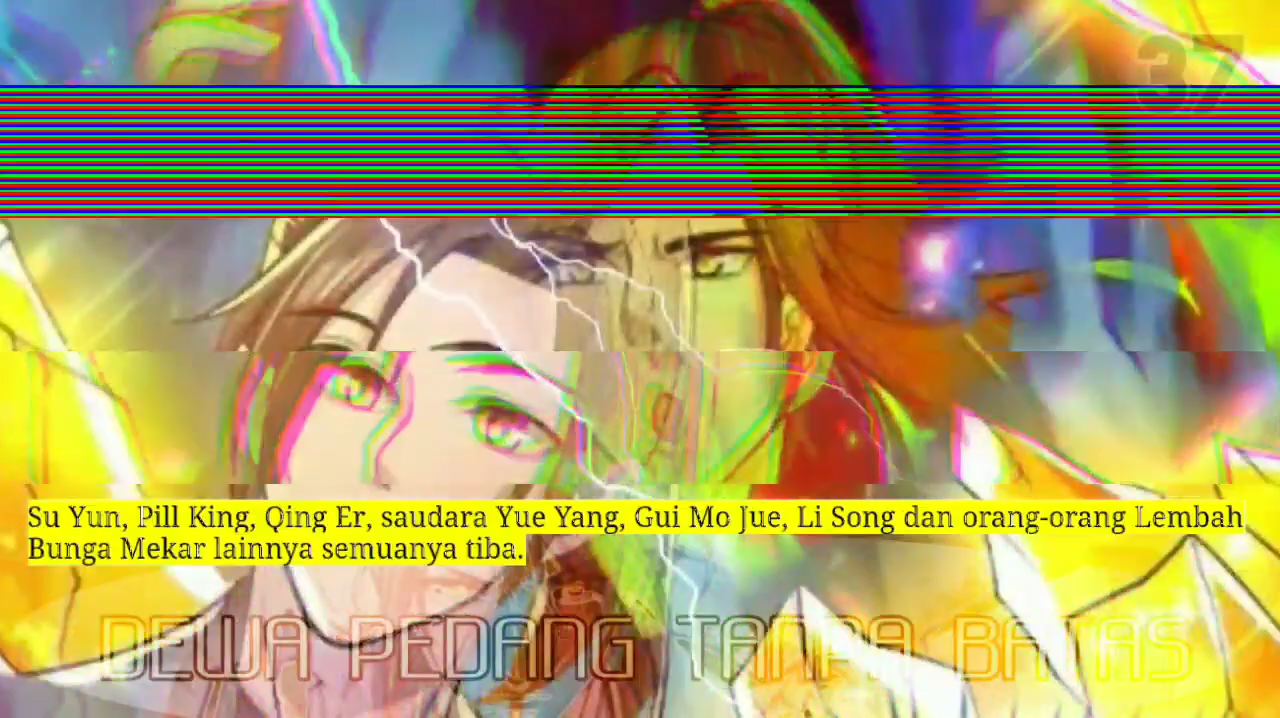 37
Su Yun, Pill King, Qing Er, saudara Yue Yang, Gui Mo Jue, Li Song dan orang-orang Lembah
Bunga Mekar lainnya semuanya tiba.
DEWA PEDANG TANPA BATAS